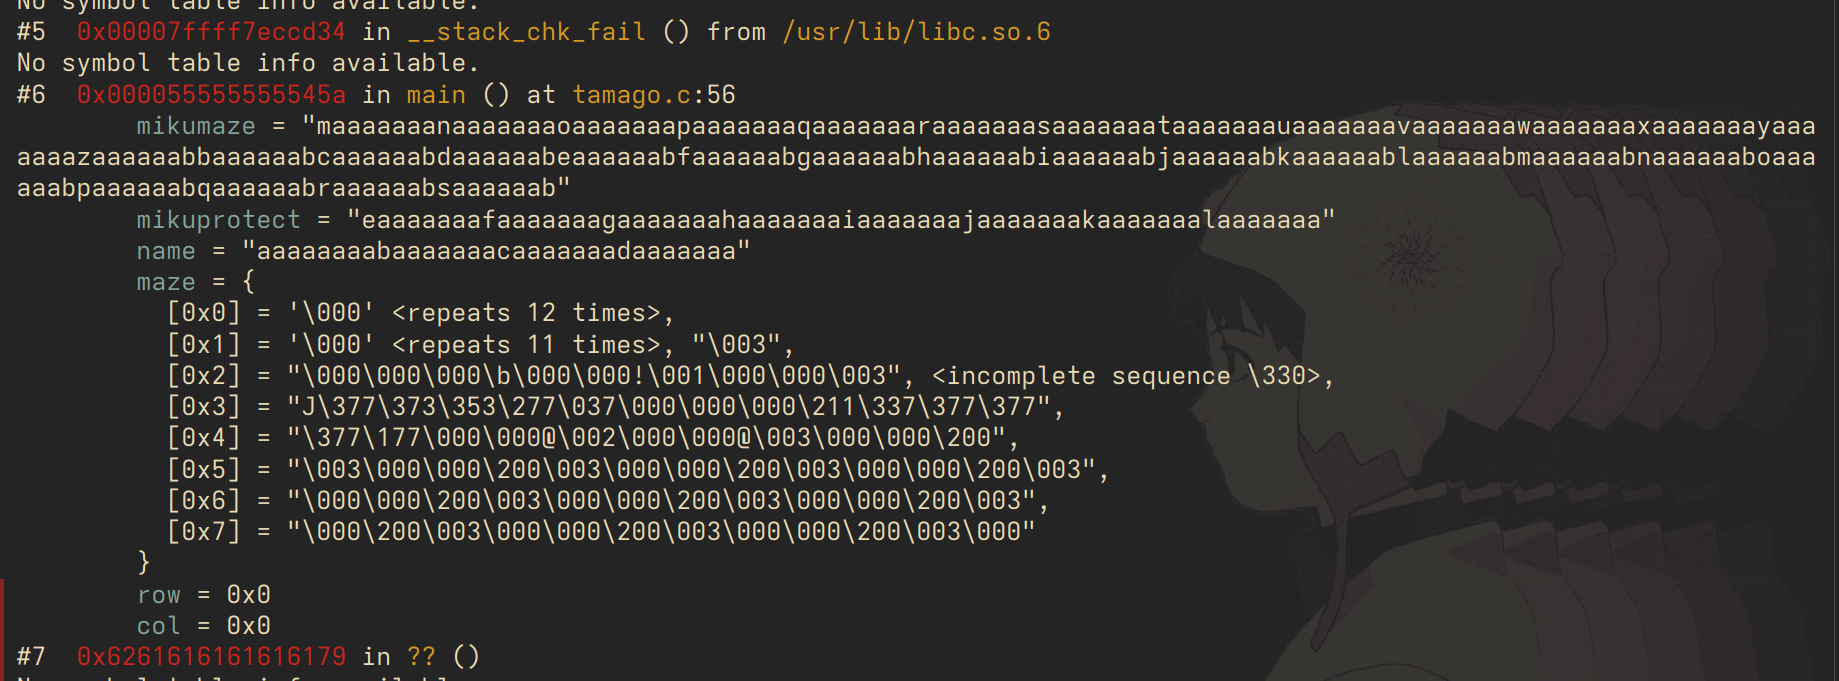 No symbol table info available.
#5  0x00007ffff7eccd34 in __stack_chk_fail () from /usr/lib/libc.so.6
No symbol table info available.
#6  0x000055555555545a in main () at tamago.c:56
        mikumaze = "maaaaaaanaaaaaaaoaaaaaaapaaaaaaaqaaaaaaaraaaaaaasaaaaaaataaaaaaauaaaaaaavaaaaaaawaaaaaaaxaaaaaaayaaa
aaaazaaaaaabbaaaaaabcaaaaaabdaaaaaabeaaaaaabfaaaaaabgaaaaaabhaaaaaabiaaaaaabjaaaaaabkaaaaaablaaaaaabmaaaaaabnaaaaaaboaaa
aaabpaaaaaabqaaaaaabraaaaaabsaaaaaab"
        mikuprotect = "eaaaaaaafaaaaaaagaaaaaaahaaaaaaaiaaaaaaajaaaaaaakaaaaaaalaaaaaaa"
        name = "aaaaaaaabaaaaaaacaaaaaaadaaaaaaa"
        maze = {
          [0x0] = '\000' <repeats 12 times>,
          [0x1] = '\000' <repeats 11 times>, "\003",
          [0x2] = "\000\000\000\b\000\000!\001\000\000\003", <incomplete sequence \330>,
          [0x3] = "J\377\373\353\277\037\000\000\000\211\337\377\377",
          [0x4] = "\377\177\000\000@\002\000\000@\003\000\000\200",
          [0x5] = "\003\000\000\200\003\000\000\200\003\000\000\200\003",
          [0x6] = "\000\000\200\003\000\000\200\003\000\000\200\003",
          [0x7] = "\000\200\003\000\000\200\003\000\000\200\003\000"
        }
        row = 0x0
        col = 0x0
#7  0x6261616161616179 in ?? ()